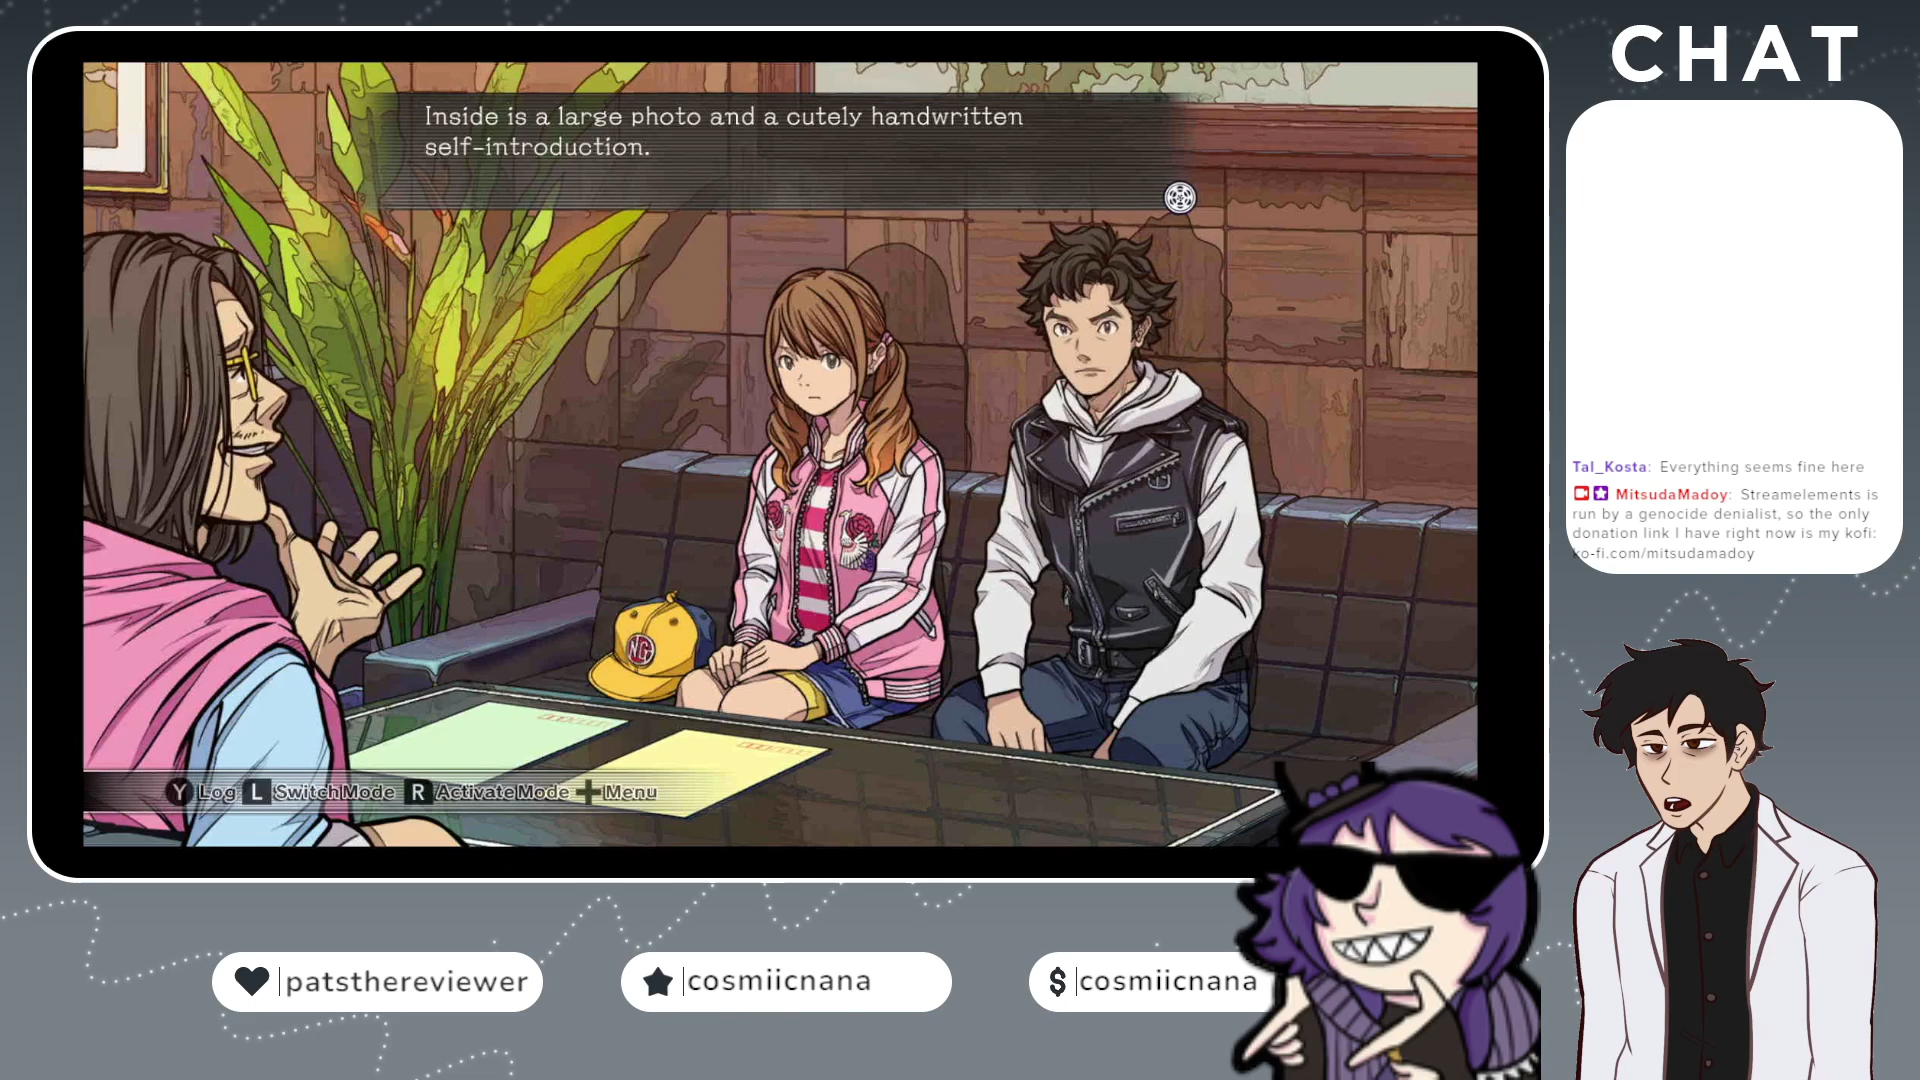 CHAT
Inside is a large photo and a cutely handwritten
self-introduction.
NG
Y Log L SwitchMode R ActivateMode Menu
Tal_Kosta: Everything seems fine here
MitsudaMadoy: Streamelements is
run by a genocide denialist, so the only
donation link I have right now is my kofi:
ko-fi.com/mitsudamadoy
patsthereviewer
cosmiicnana
$ cosmiicnana